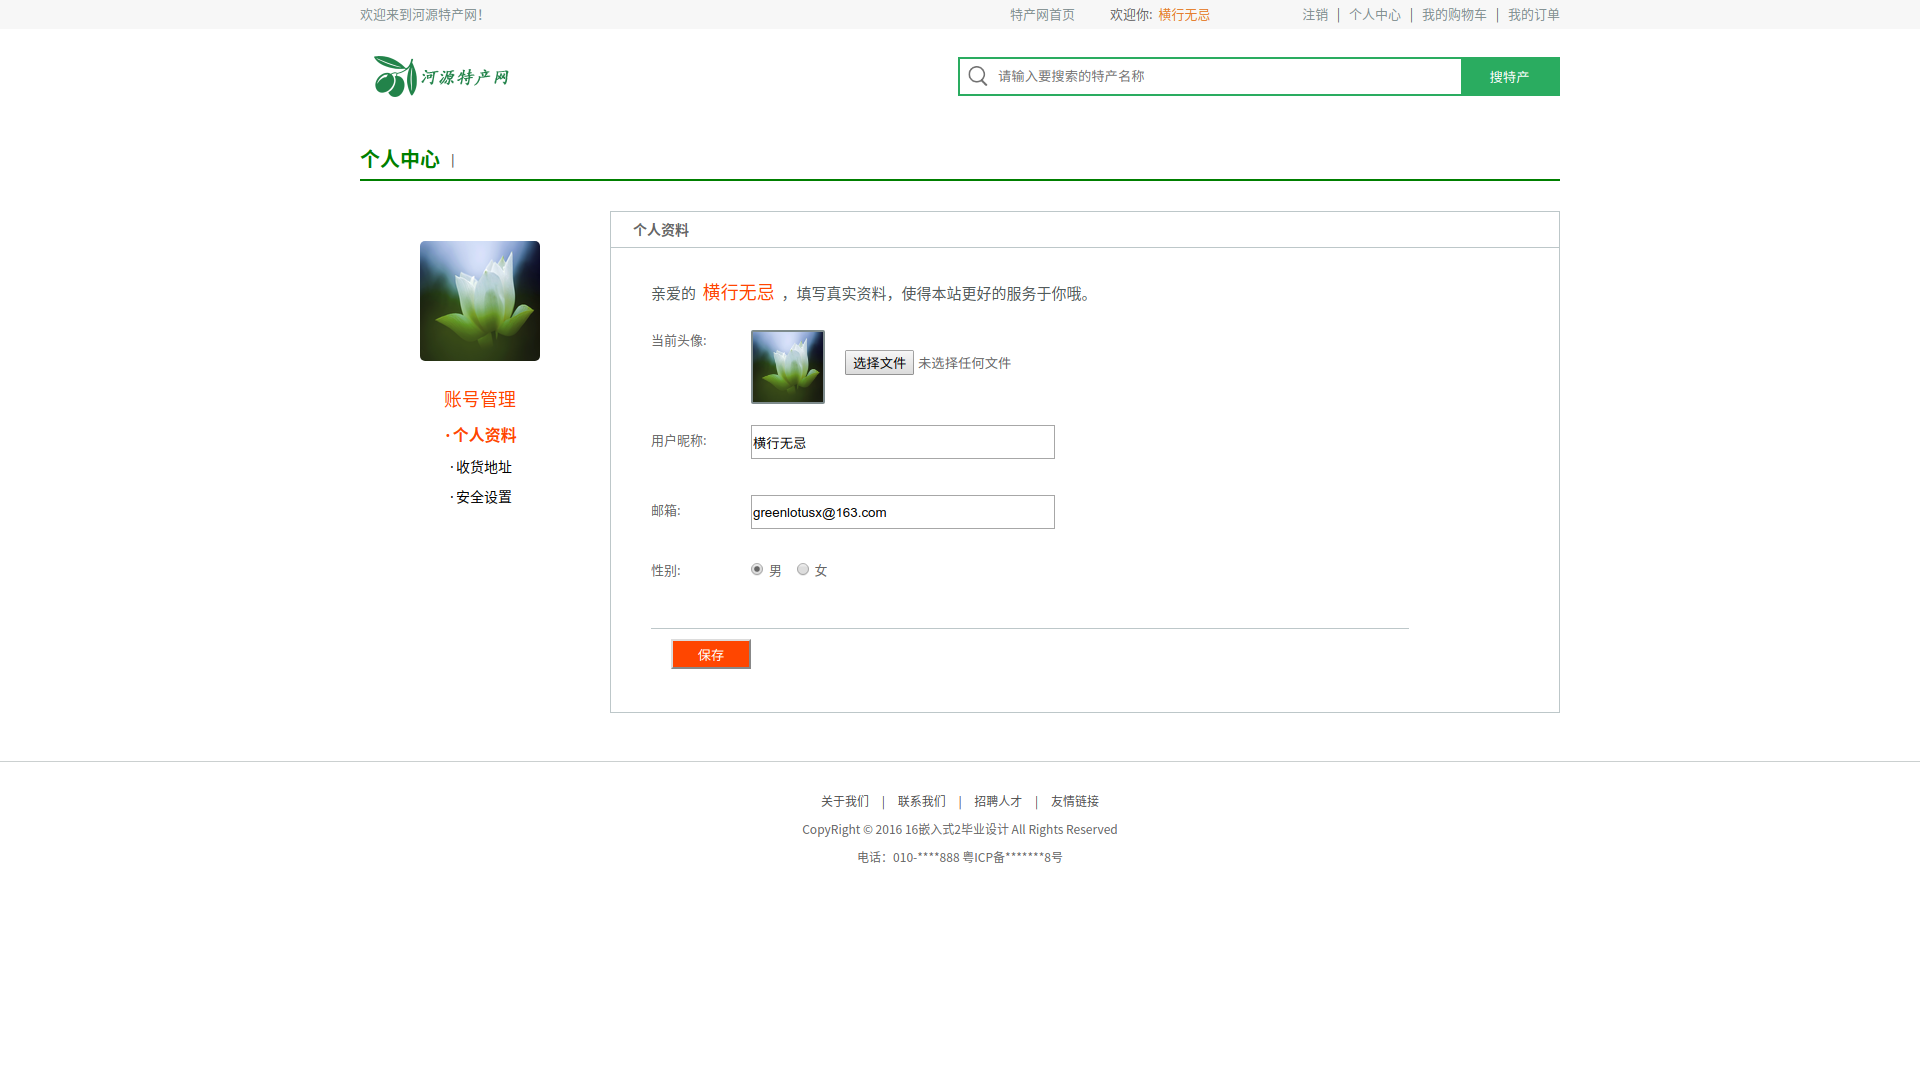 欢迎来到河源特产网!
特产网首页
欢迎你: 横行无忌
注销 | 个人中心 | 我的购物车 | 我的订单
河源特产网
请输入要搜索的特产名称
搜特产
个人中心 |
个人资料
亲爱的 横行无忌 ，填写真实资料，使得本站更好的服务于你哦。
当前头像:
选择文件 未选择任何文件
账号管理
· 个人资料
· 收货地址
· 安全设置
用户昵称:
横行无忌
邮箱:
greenlotusx@163.com
性别:
男 女
保存
关于我们 | 联系我们 | 招聘人才 | 友情链接
CopyRight © 2016 16嵌入式2毕业设计 All Rights Reserved
电话：010-****888 粤ICP备*******8号